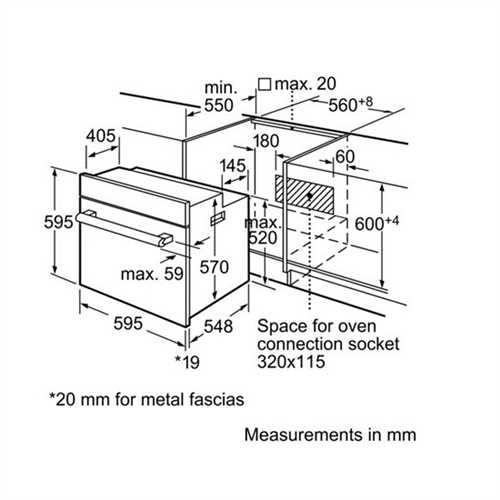 min.
550
□ max. 20
560+8
405
145
180
60
595
max.
520
600+4
max. 59
570
595
548
*19
Space for oven
connection socket
320x115
*20 mm for metal fascias
Measurements in mm